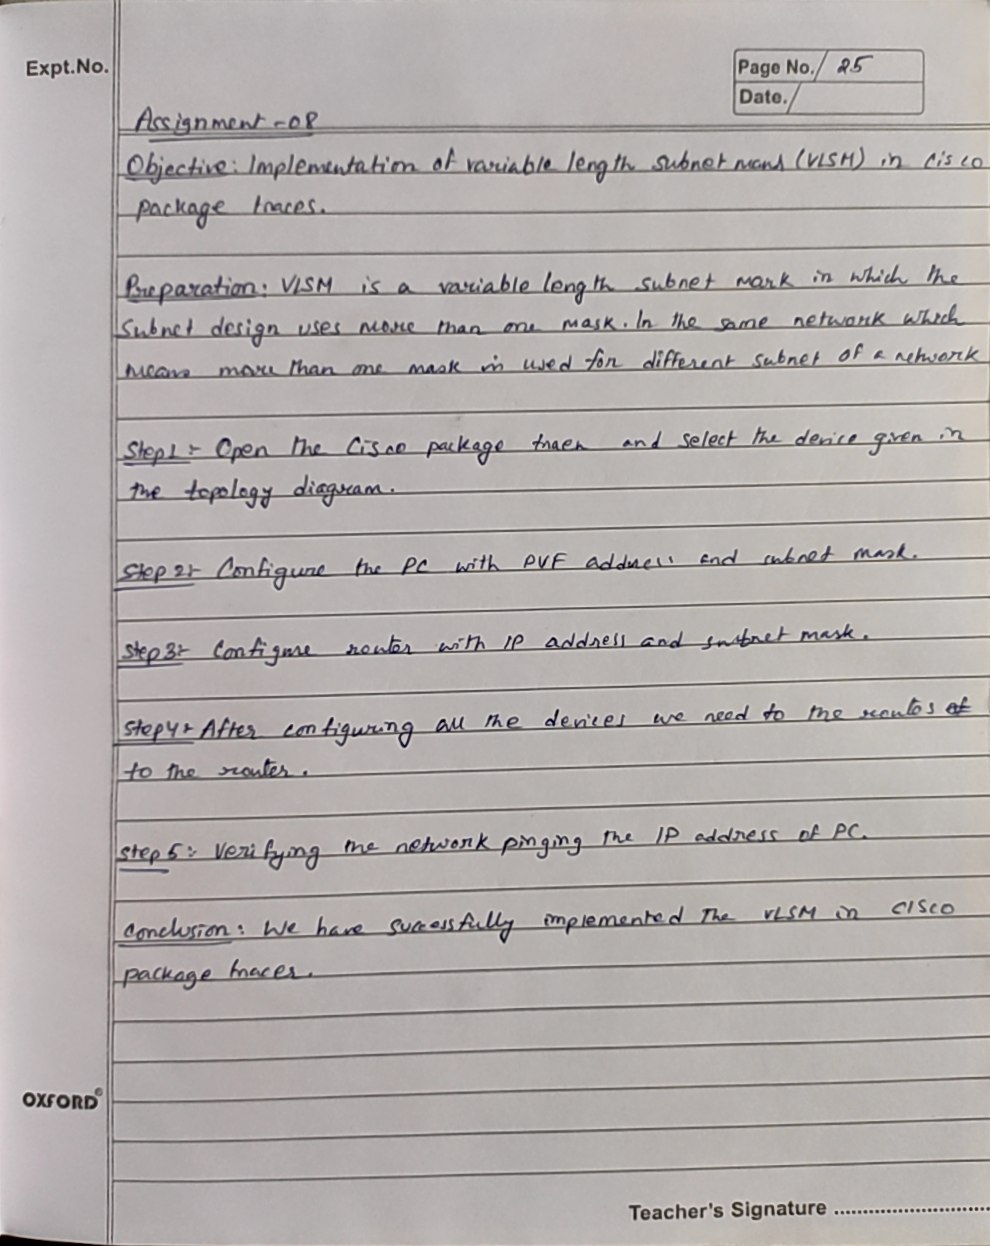 Expt.No.
Page No. 25
Date.
Assignment -08
Objective: Implementation of variable length subnet mans (VLSM) in cisco
package traces.
Preparation: VLSM is a variable length subnet mark in which the
Subnet design uses more than one mask. In the same network which
means more than one mask in used for different subnet of a network
Step1:- Open the Cisco package tracer and select the device given in
the topology diagram.
Step 2:- Configure the PC with PVF address and subnet mask.
Step3:- Configure router with IP address and subnet mask.
Step4:- After configuring all the devices we need to the routes
to the router.
Step 5:- Verifying the network pinging the IP address of PC.
Conclusion: We have successfully implemented The VLSM in CISCO
package traces.
OXFORD
Teacher's Signature ............................